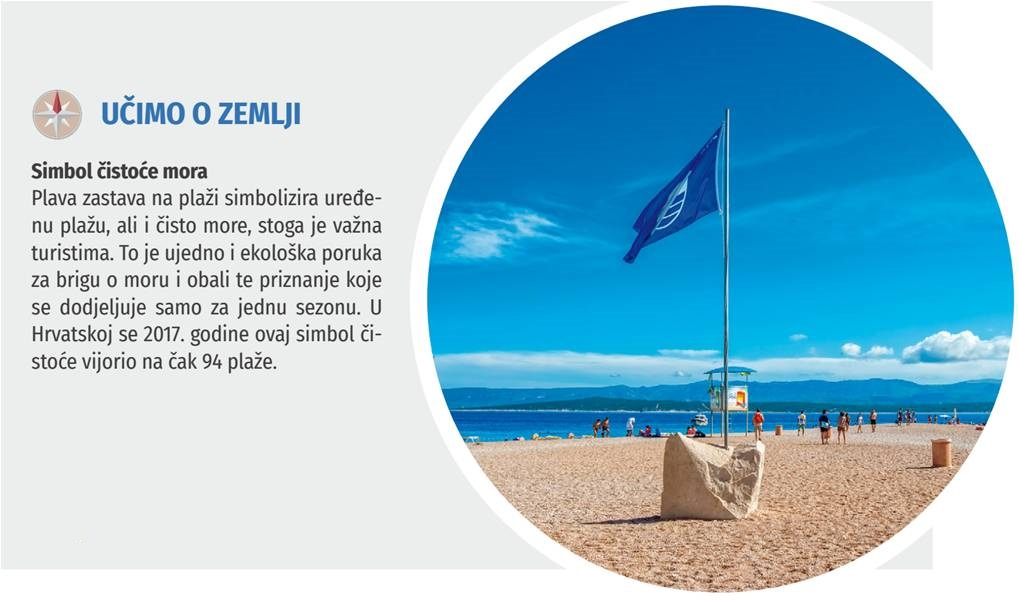 UČIMO O ZEMLJI
Simbol čistoće mora
Plava zastava na plaži simbolizira uređe-
nu plažu, ali i čisto more, stoga je važna
turistima. To je ujedno i ekološka poruka
za brigu o moru i obali te priznanje koje
se dodjeljuje samo za jednu sezonu. U
Hrvatskoj se 2017. godine ovaj simbol či-
stoće vijorio na čak 94 plaže.